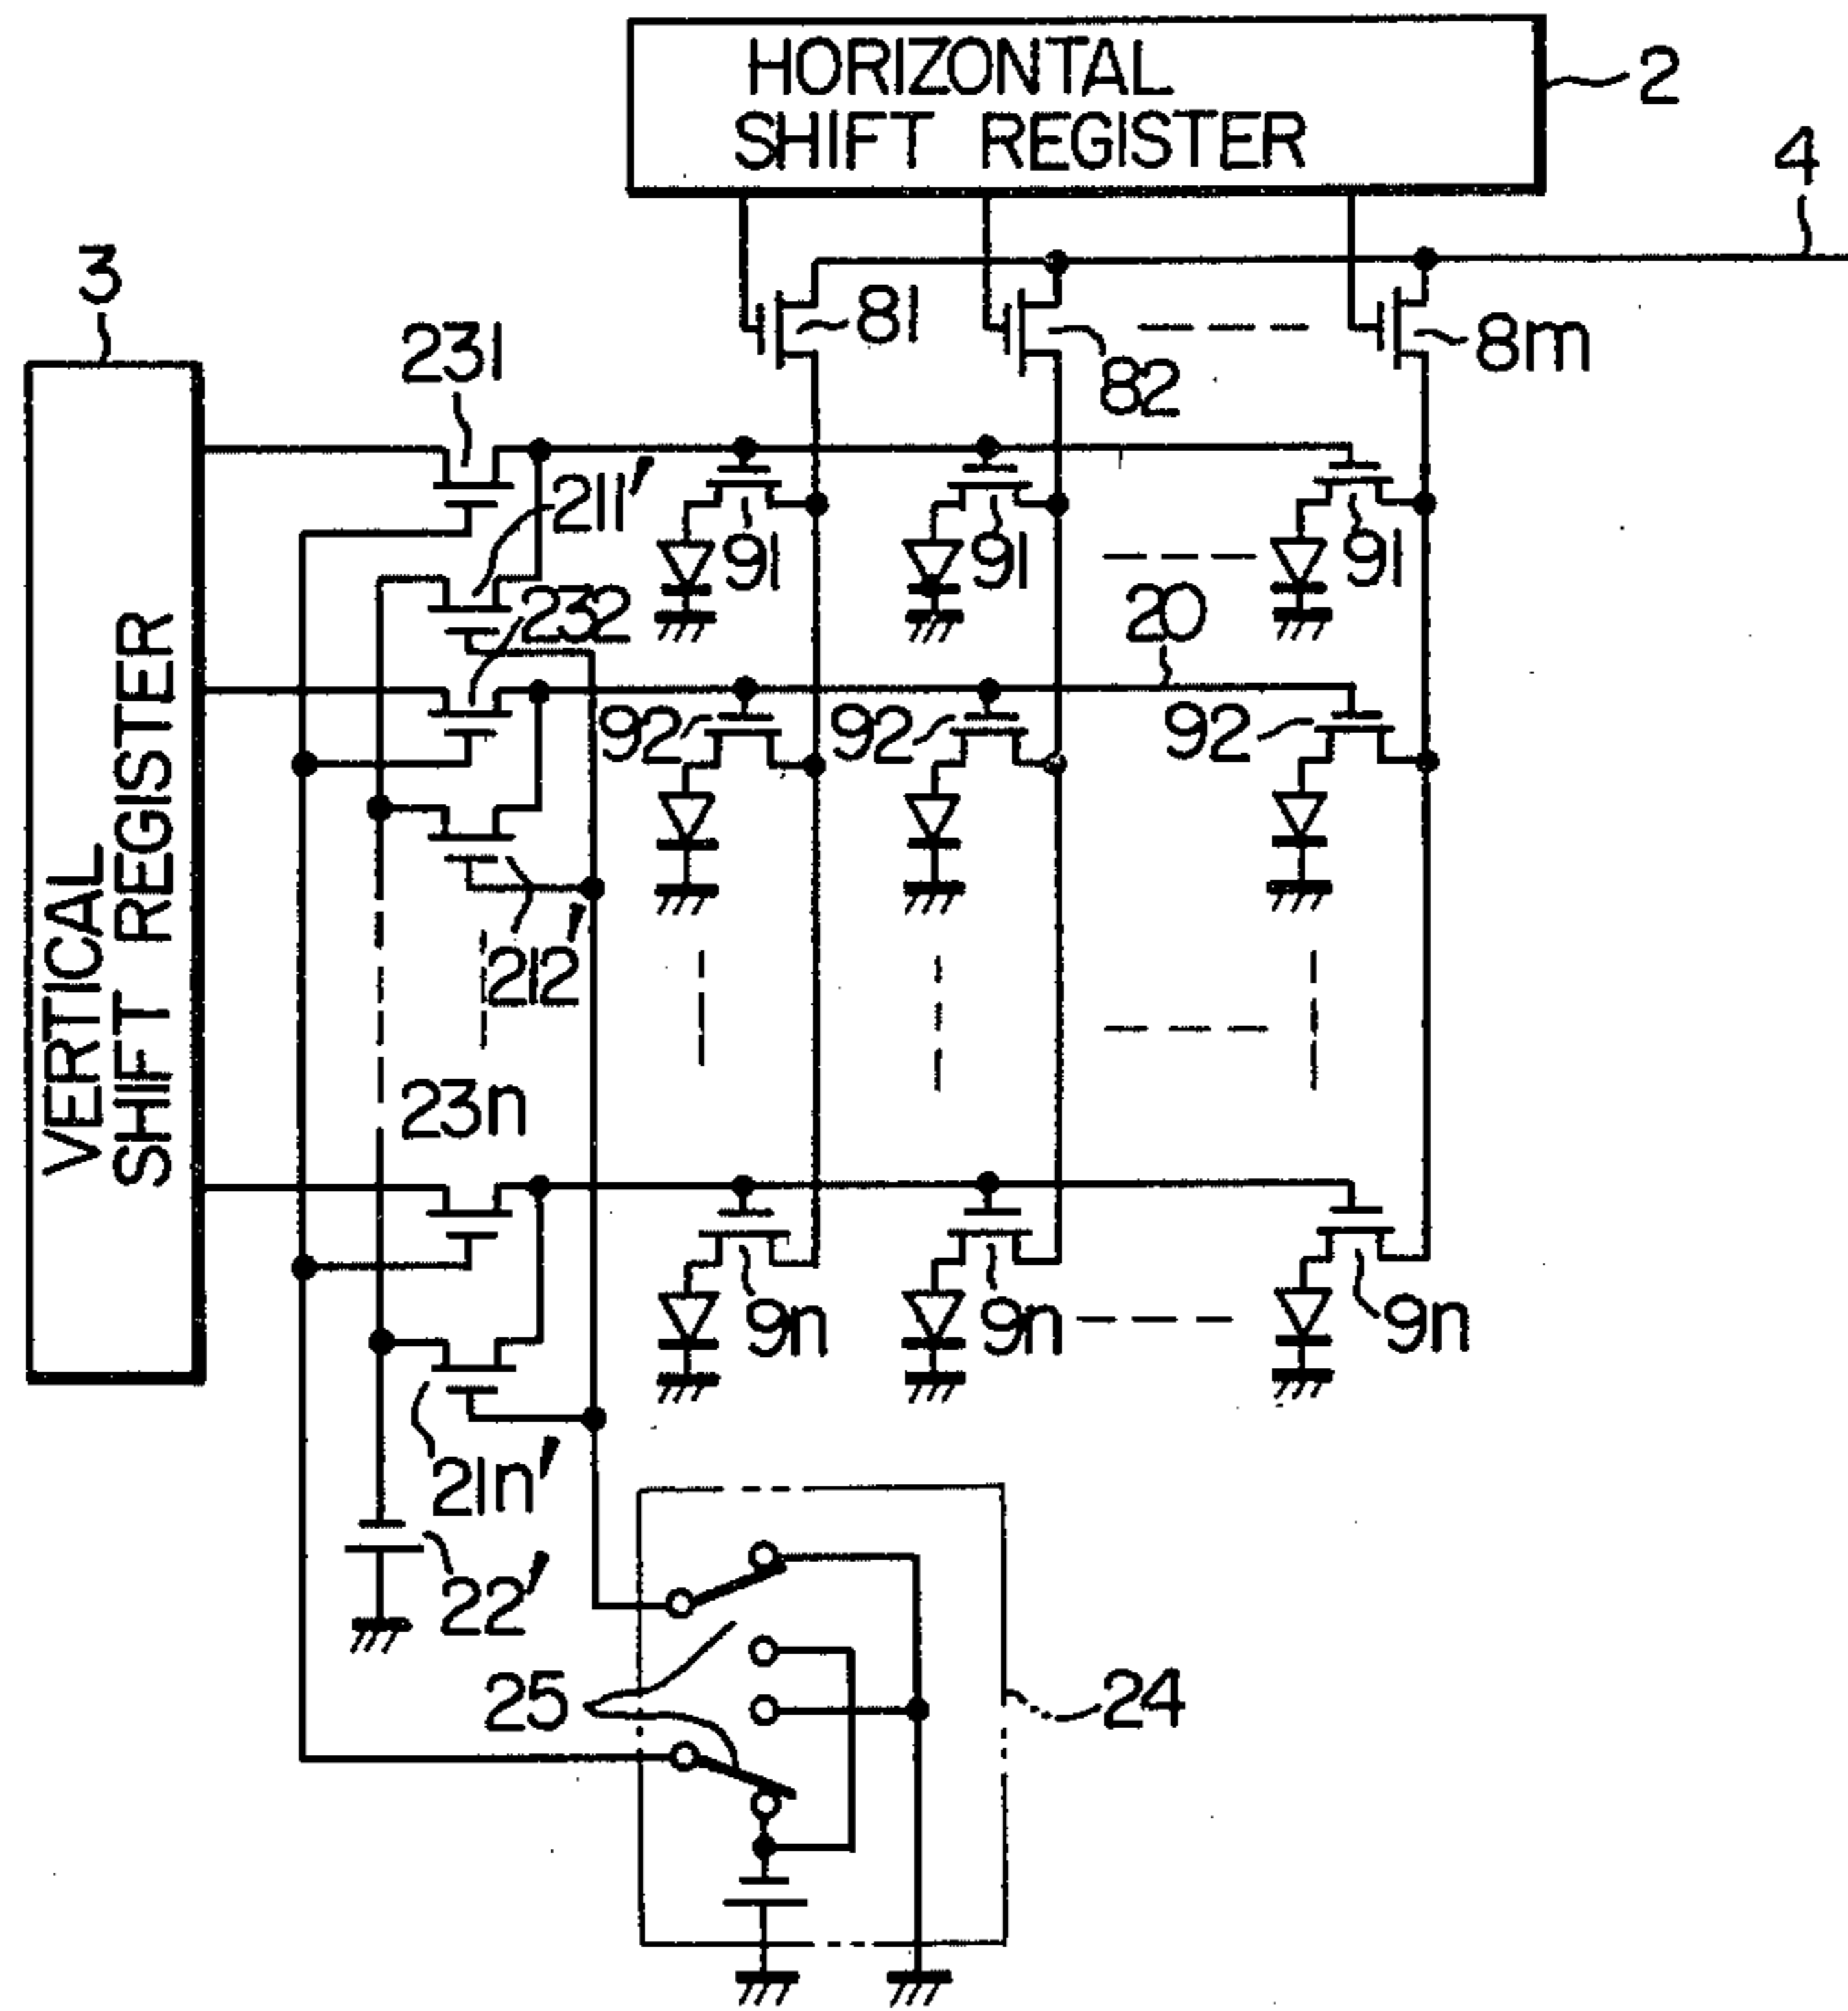 HORIZONTAL
SHIFT REGISTER
2
4
3
81
82
8m
231
211'
91
91
91
232
20
92
92
92
VERTICAL
SHIFT REGISTER
212'
23n
9n
9n
9n
21n'
22'
25
24